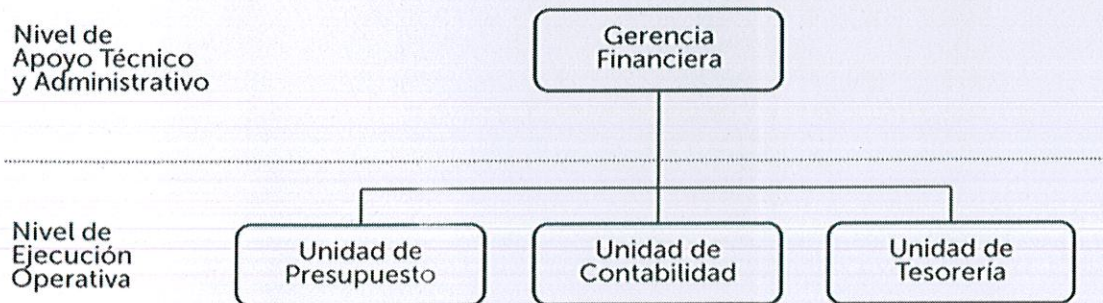 Nivel de
Apoyo Técnico
y Administrativo
Gerencia
Financiera
Nivel de
Ejecución
Operativa
Unidad de
Presupuesto
Unidad de
Contabilidad
Unidad de
Tesorería